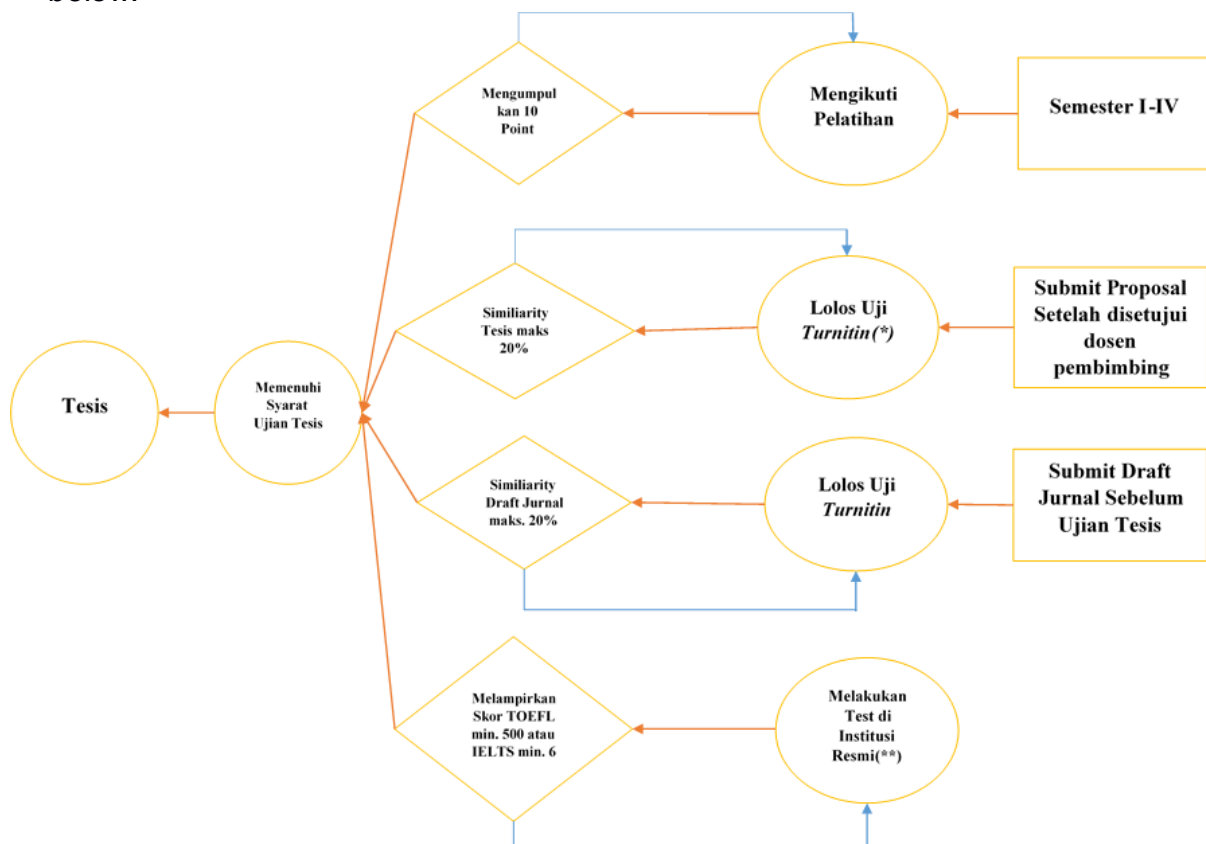 Mengumpul
kan 10
Point
Mengikuti
Pelatihan
Semester I-IV
Similiarity
Tesis maks
20%
Lolos Uji
Turnitin(*)
Submit Proposal
Setelah disetujui
dosen
pembimbing
Tesis
Memenuhi
Syarat
Ujian Tesis
Similiarity
Draft Jurnal
maks. 20%
Lolos Uji
Turnitin
Submit Draft
Jurnal Sebelum
Ujian Tesis
Melampirkan
Skor TOEFL
min. 500 atau
IELTS min. 6
Melakukan
Test di
Institusi
Resmi(**)